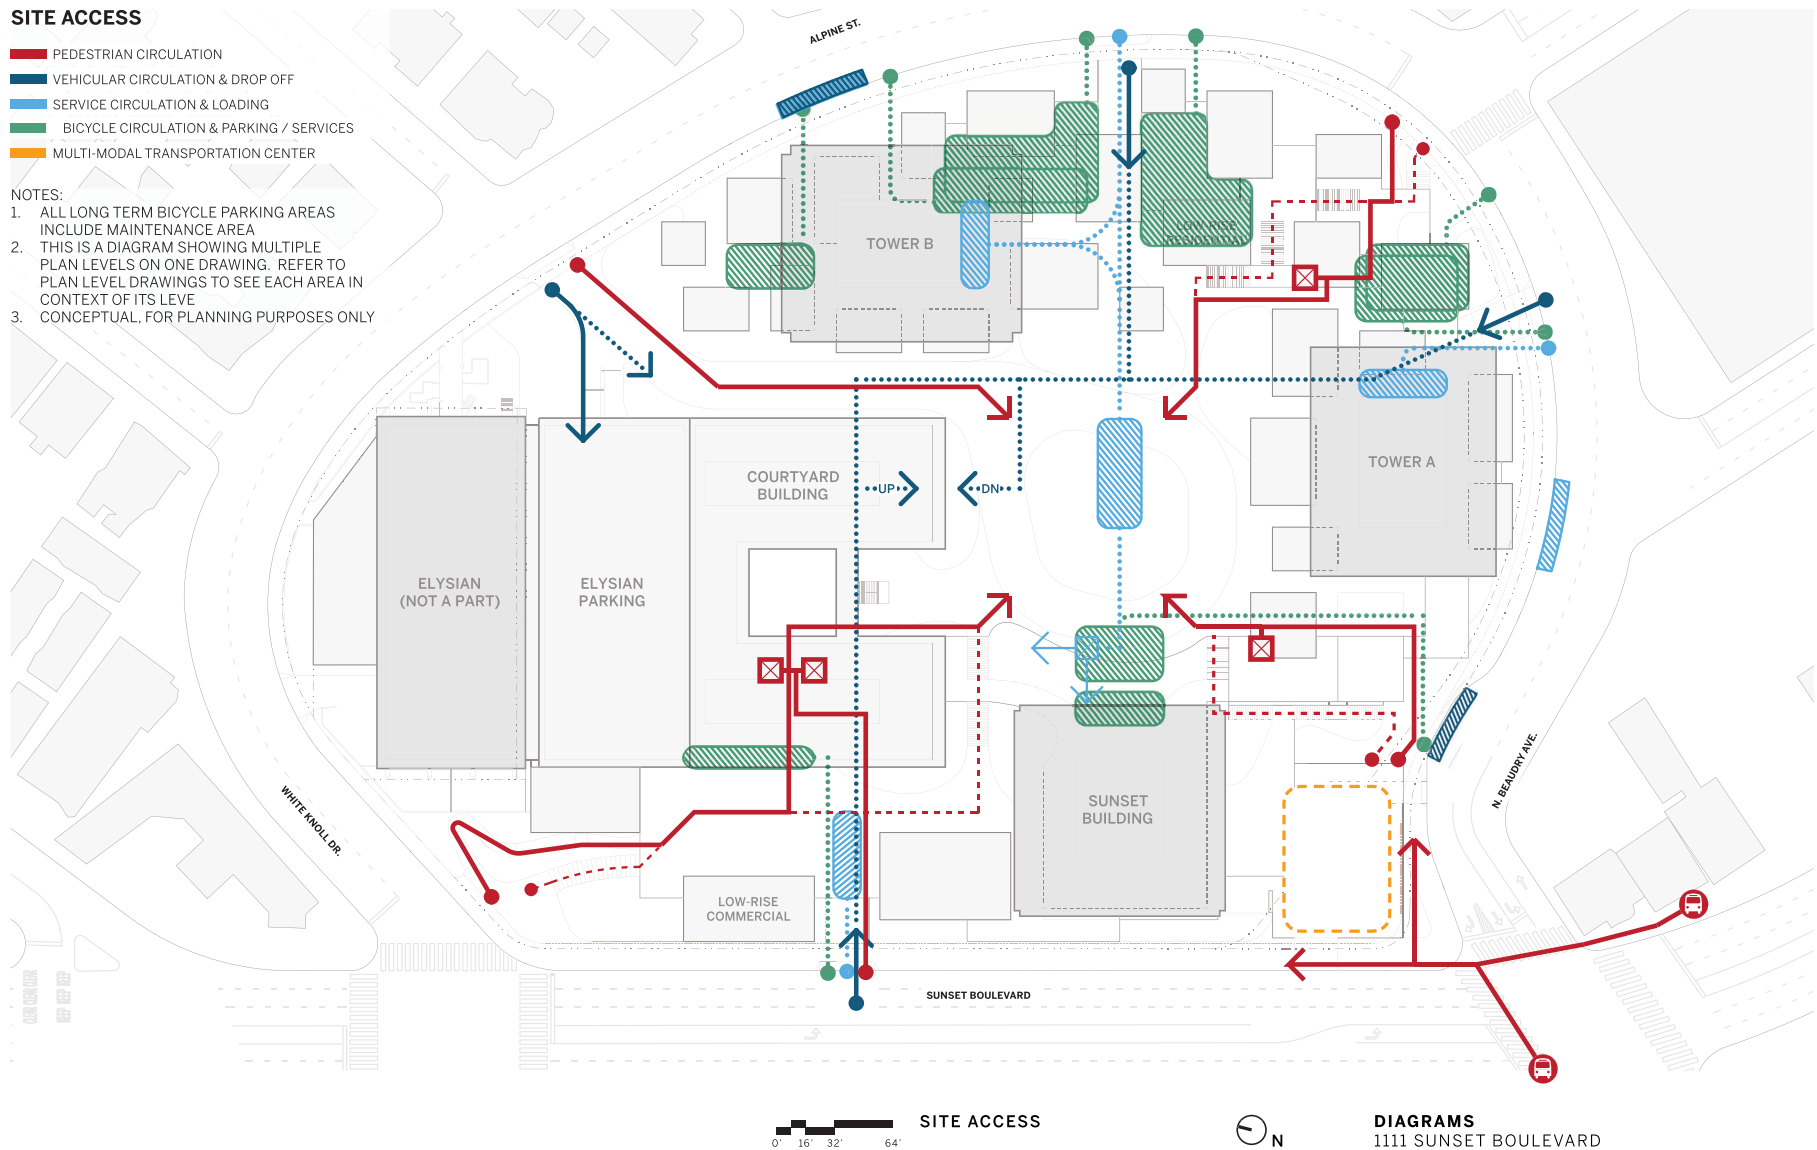 SITE ACCESS
PEDESTRIAN CIRCULATION
VEHICULAR CIRCULATION & DROP OFF
SERVICE CIRCULATION & LOADING
BICYCLE CIRCULATION & PARKING / SERVICES
MULTI-MODAL TRANSPORTATION CENTER
NOTES:
1. ALL LONG TERM BICYCLE PARKING AREAS
INCLUDE MAINTENANCE AREA
2. THIS IS A DIAGRAM SHOWING MULTIPLE
PLAN LEVELS ON ONE DRAWING. REFER TO
PLAN LEVEL DRAWINGS TO SEE EACH AREA IN
CONTEXT OF ITS LEVE
3. CONCEPTUAL, FOR PLANNING PURPOSES ONLY
ALPINE ST.
TOWER B
LOW-RISE
RESIDENTIAL
TOWER A
COURTYARD
BUILDING
UP
DN
ELYSIAN
(NOT A PART)
ELYSIAN
PARKING
SUNSET
BUILDING
LOW-RISE
COMMERCIAL
WHITE KNOLL DR.
N. BEAUDRY AVE.
SUNSET BOULEVARD
0' 16' 32' 64'
SITE ACCESS
N
DIAGRAMS
1111 SUNSET BOULEVARD